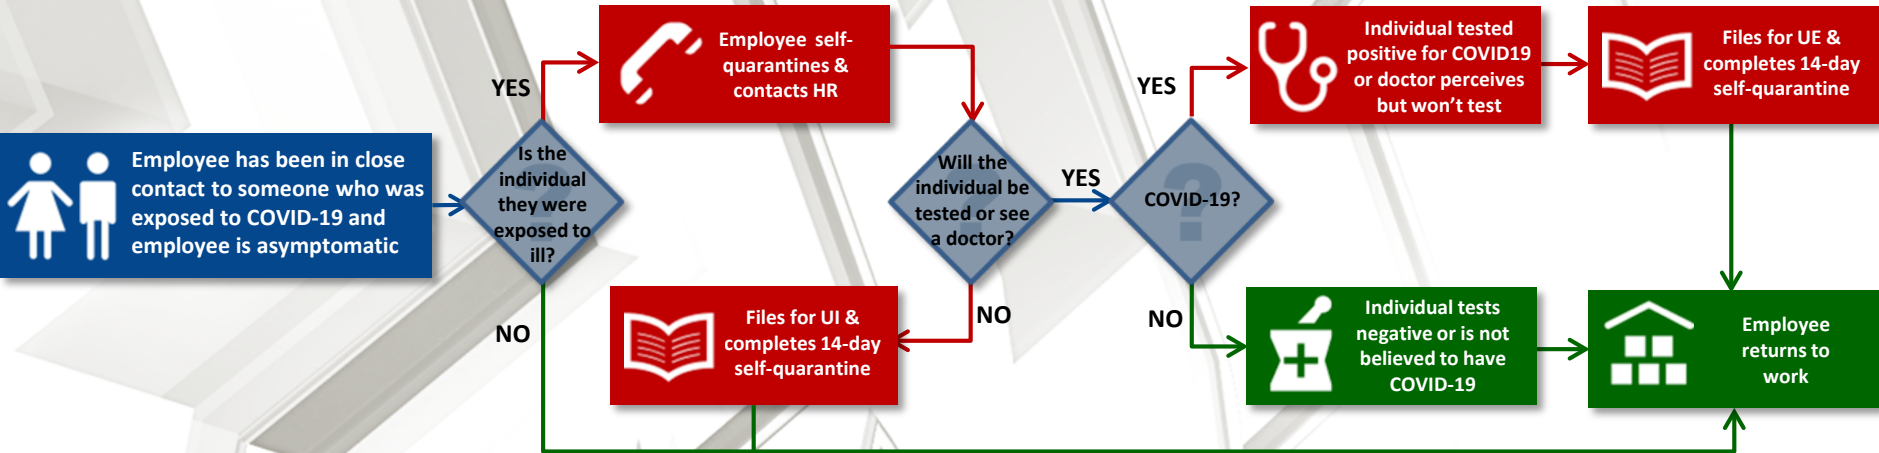 Employee has been in close
contact to someone who was
exposed to COVID-19 and
employee is asymptomatic
Is the
individual
they were
exposed to
ill?
YES
Employee self-
quarantines &
contacts HR
NO
Will the
individual be
tested or see
a doctor?
NO
Files for UI &
completes 14-day
self-quarantine
YES
COVID-19?
YES
Individual tested
positive for COVID19
or doctor perceives
but won’t test
Files for UE &
completes 14-day
self-quarantine
NO
Individual tests
negative or is not
believed to have
COVID-19
Employee
returns to
work